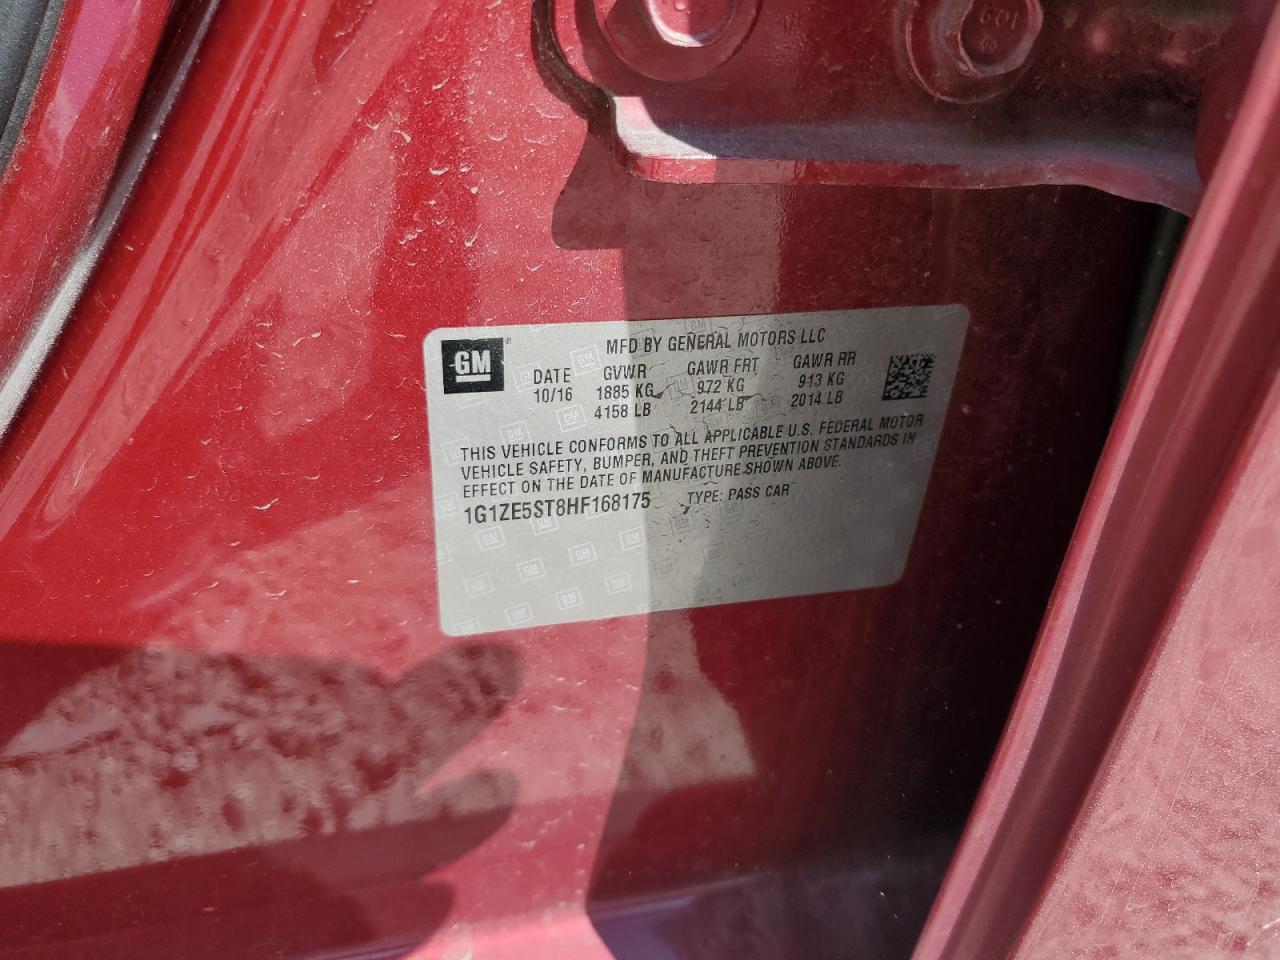 GM
MFD BY GENERAL MOTORS LLC
DATE GVWR GAWR FRT GAWR RR
10/16 1885 KG 972 KG 913 KG
4158 LB 2144 LB 2014 LB
THIS VEHICLE CONFORMS TO ALL APPLICABLE U.S. FEDERAL MOTOR
VEHICLE SAFETY, BUMPER, AND THEFT PREVENTION STANDARDS IN
EFFECT ON THE DATE OF MANUFACTURE SHOWN ABOVE.
1G1ZE5ST8HF168175 TYPE: PASS CAR